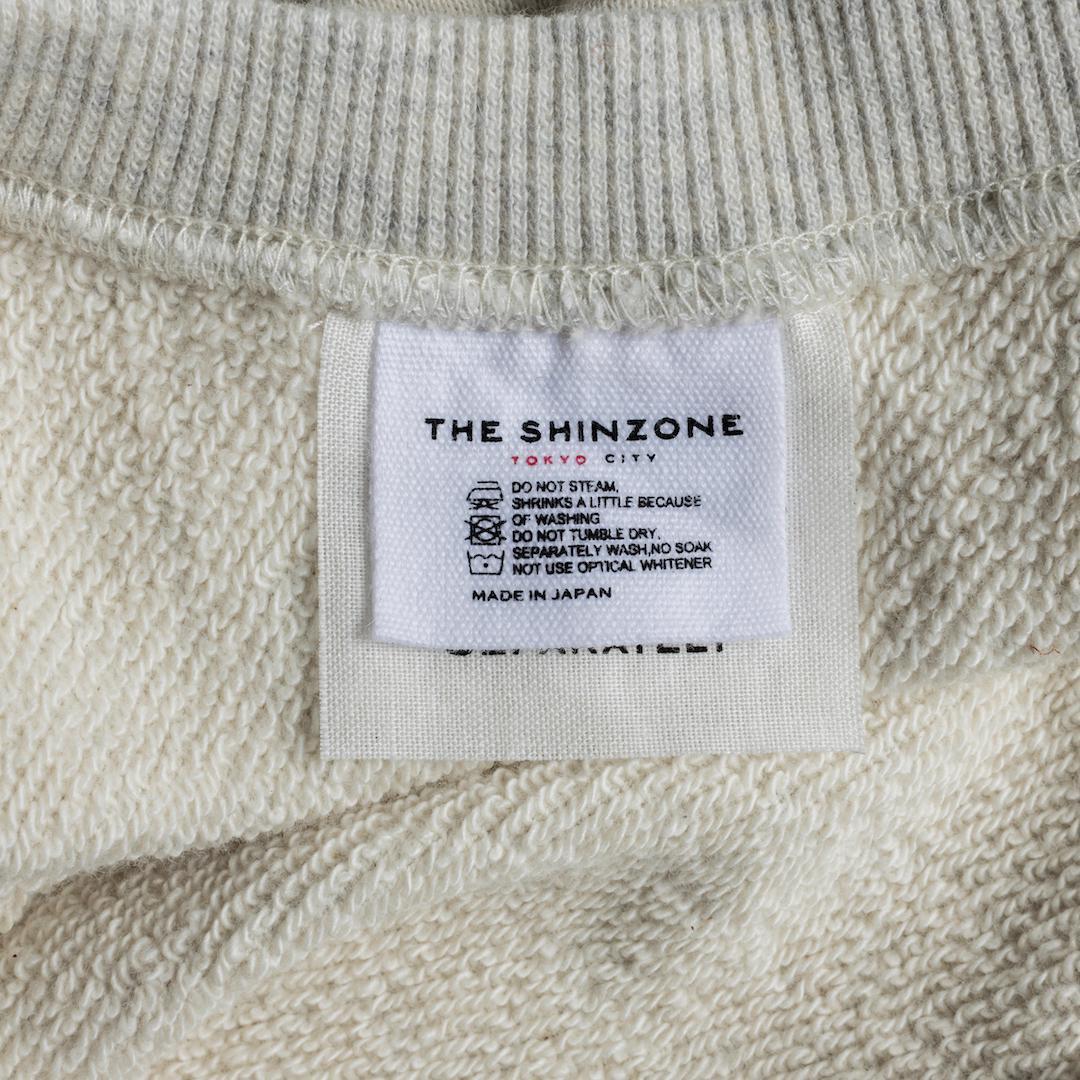 THE SHINZONE
TOKYO CITY
DO NOT STEAM,
SHRINKS A LITTLE BECAUSE
OF WASHING
DO NOT TUMBLE DRY,
SEPARATELY WASH,NO SOAK
NOT USE OPTICAL WHITENER
MADE IN JAPAN
SEPARATELY